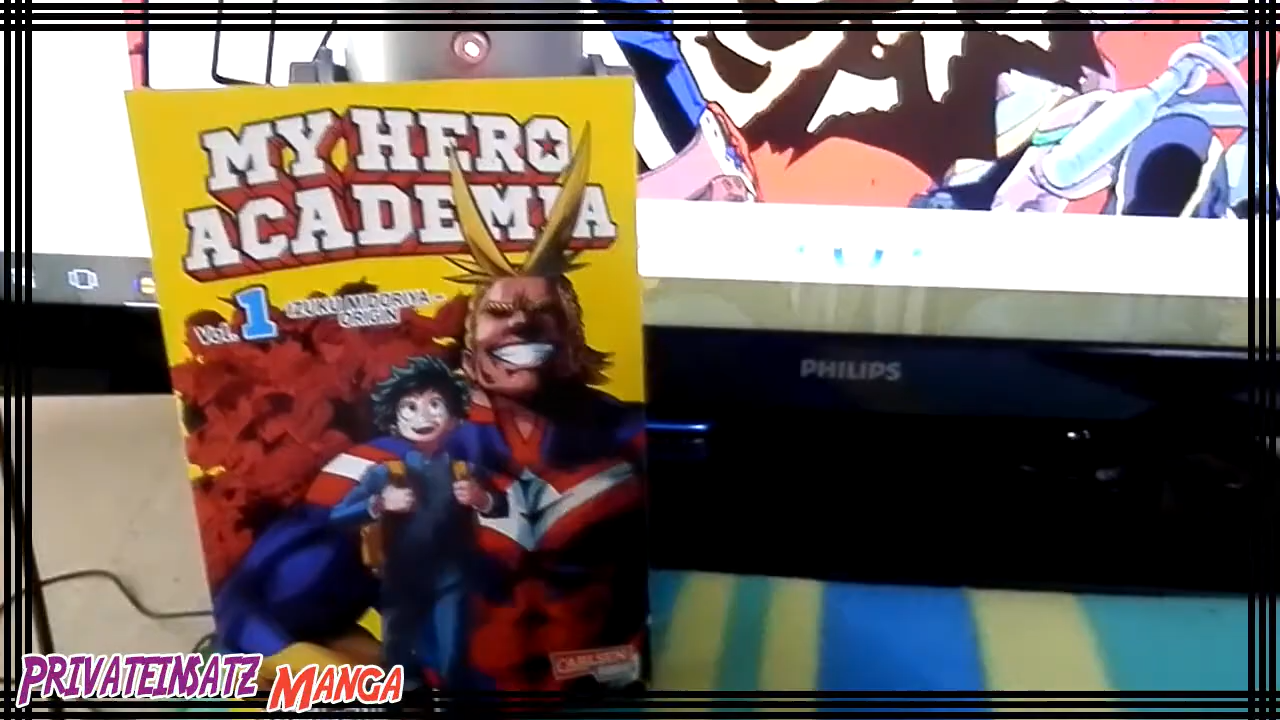 MY HERO
ACADEMIA
Vol. 1
IZUKU MIDORIYA -
ORIGIN
PHILIPS
CARLSEN
PRIVATEINSATZ MANGA